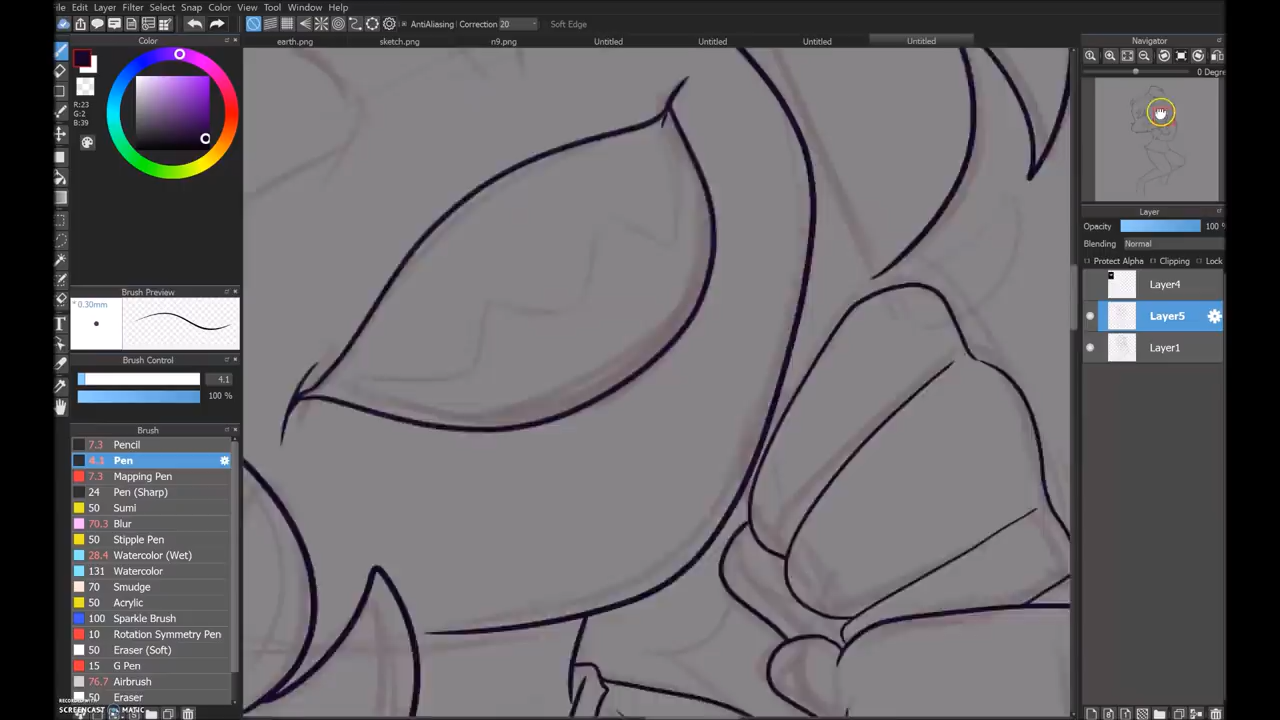 ile Edit Layer Filter Select Snap Color View Tool Window Help
AntiAliasing Correction 20 Soft Edge
earth.png sketch.png n9.png Untitled Untitled Untitled Untitled
Color
R:23
G:2
B:39
Brush Preview
* 0.30mm
Brush Control
4.1
100 %
Brush
7.3 Pencil
4.1 Pen
7.3 Mapping Pen
24 Pen (Sharp)
50 Sumi
70.3 Blur
50 Stipple Pen
28.4 Watercolor (Wet)
131 Watercolor
70 Smudge
50 Acrylic
100 Sparkle Brush
10 Rotation Symmetry Pen
50 Eraser (Soft)
15 G Pen
76.7 Airbrush
50 Eraser
RECORDED WITH
SCREENCAST MATIC
Navigator
0 Degre
Layer
Opacity 100 %
Blending Normal
Protect Alpha Clipping Lock
Layer4
Layer5
Layer1